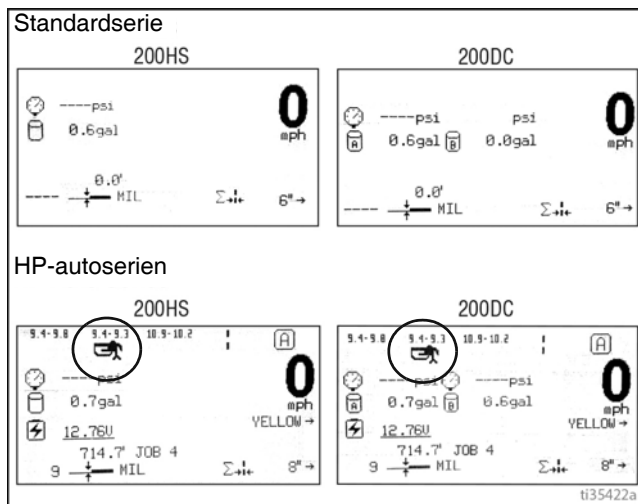 Standardserie
200HS
----psi
0.6gal
0
mph
0.0'
---- MIL
6"→
200DC
----psi psi
A 0.6gal B 0.0gal
0
mph
0.0'
---- MIL
6"→
HP-autoserien
200HS
9.4-9.8 9.4-9.3 10.9-10.2
A
----psi
0.7gal
0
mph
YELLOW→
12.76V
714.7' JOB 4
9 MIL
8"→
200DC
9.4-9.8 9.4-9.3 10.9-10.2
A
----psi ----psi
A 0.7gal B 0.6gal
0
mph
YELLOW→
12.76V
714.7' JOB 4
9 MIL
8"→
ti35422a